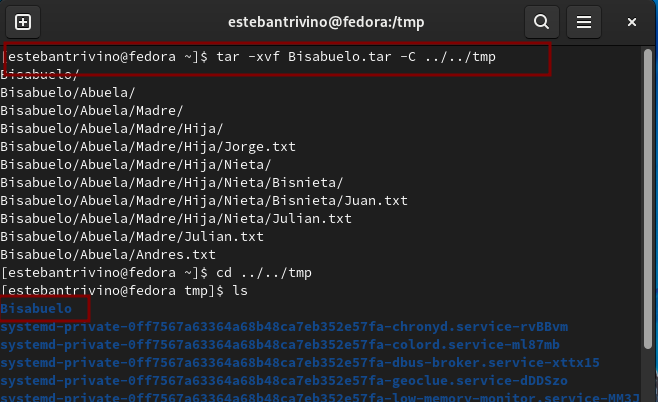 estebantrivino@fedora:/tmp
[estebantrivino@fedora ~]$ tar -xvf Bisabuelo.tar -C ../../tmp
Bisabuelo/
Bisabuelo/Abuela/
Bisabuelo/Abuela/Madre/
Bisabuelo/Abuela/Madre/Hija/
Bisabuelo/Abuela/Madre/Hija/Jorge.txt
Bisabuelo/Abuela/Madre/Hija/Nieta/
Bisabuelo/Abuela/Madre/Hija/Nieta/Bisnieta/
Bisabuelo/Abuela/Madre/Hija/Nieta/Bisnieta/Juan.txt
Bisabuelo/Abuela/Madre/Hija/Nieta/Julian.txt
Bisabuelo/Abuela/Madre/Julian.txt
Bisabuelo/Abuela/Andres.txt
[estebantrivino@fedora ~]$ cd ../../tmp
[estebantrivino@fedora tmp]$ ls
Bisabuelo
systemd-private-0ff7567a63364a68b48ca7eb352e57fa-chronyd.service-rvBBvm
systemd-private-0ff7567a63364a68b48ca7eb352e57fa-colord.service-ml87mb
systemd-private-0ff7567a63364a68b48ca7eb352e57fa-dbus-broker.service-xttx15
systemd-private-0ff7567a63364a68b48ca7eb352e57fa-geoclue.service-dDDSzo
systemd-private-0ff7567a63364a68b48ca7eb352e57fa-low-memory-monitor.service-MM3J